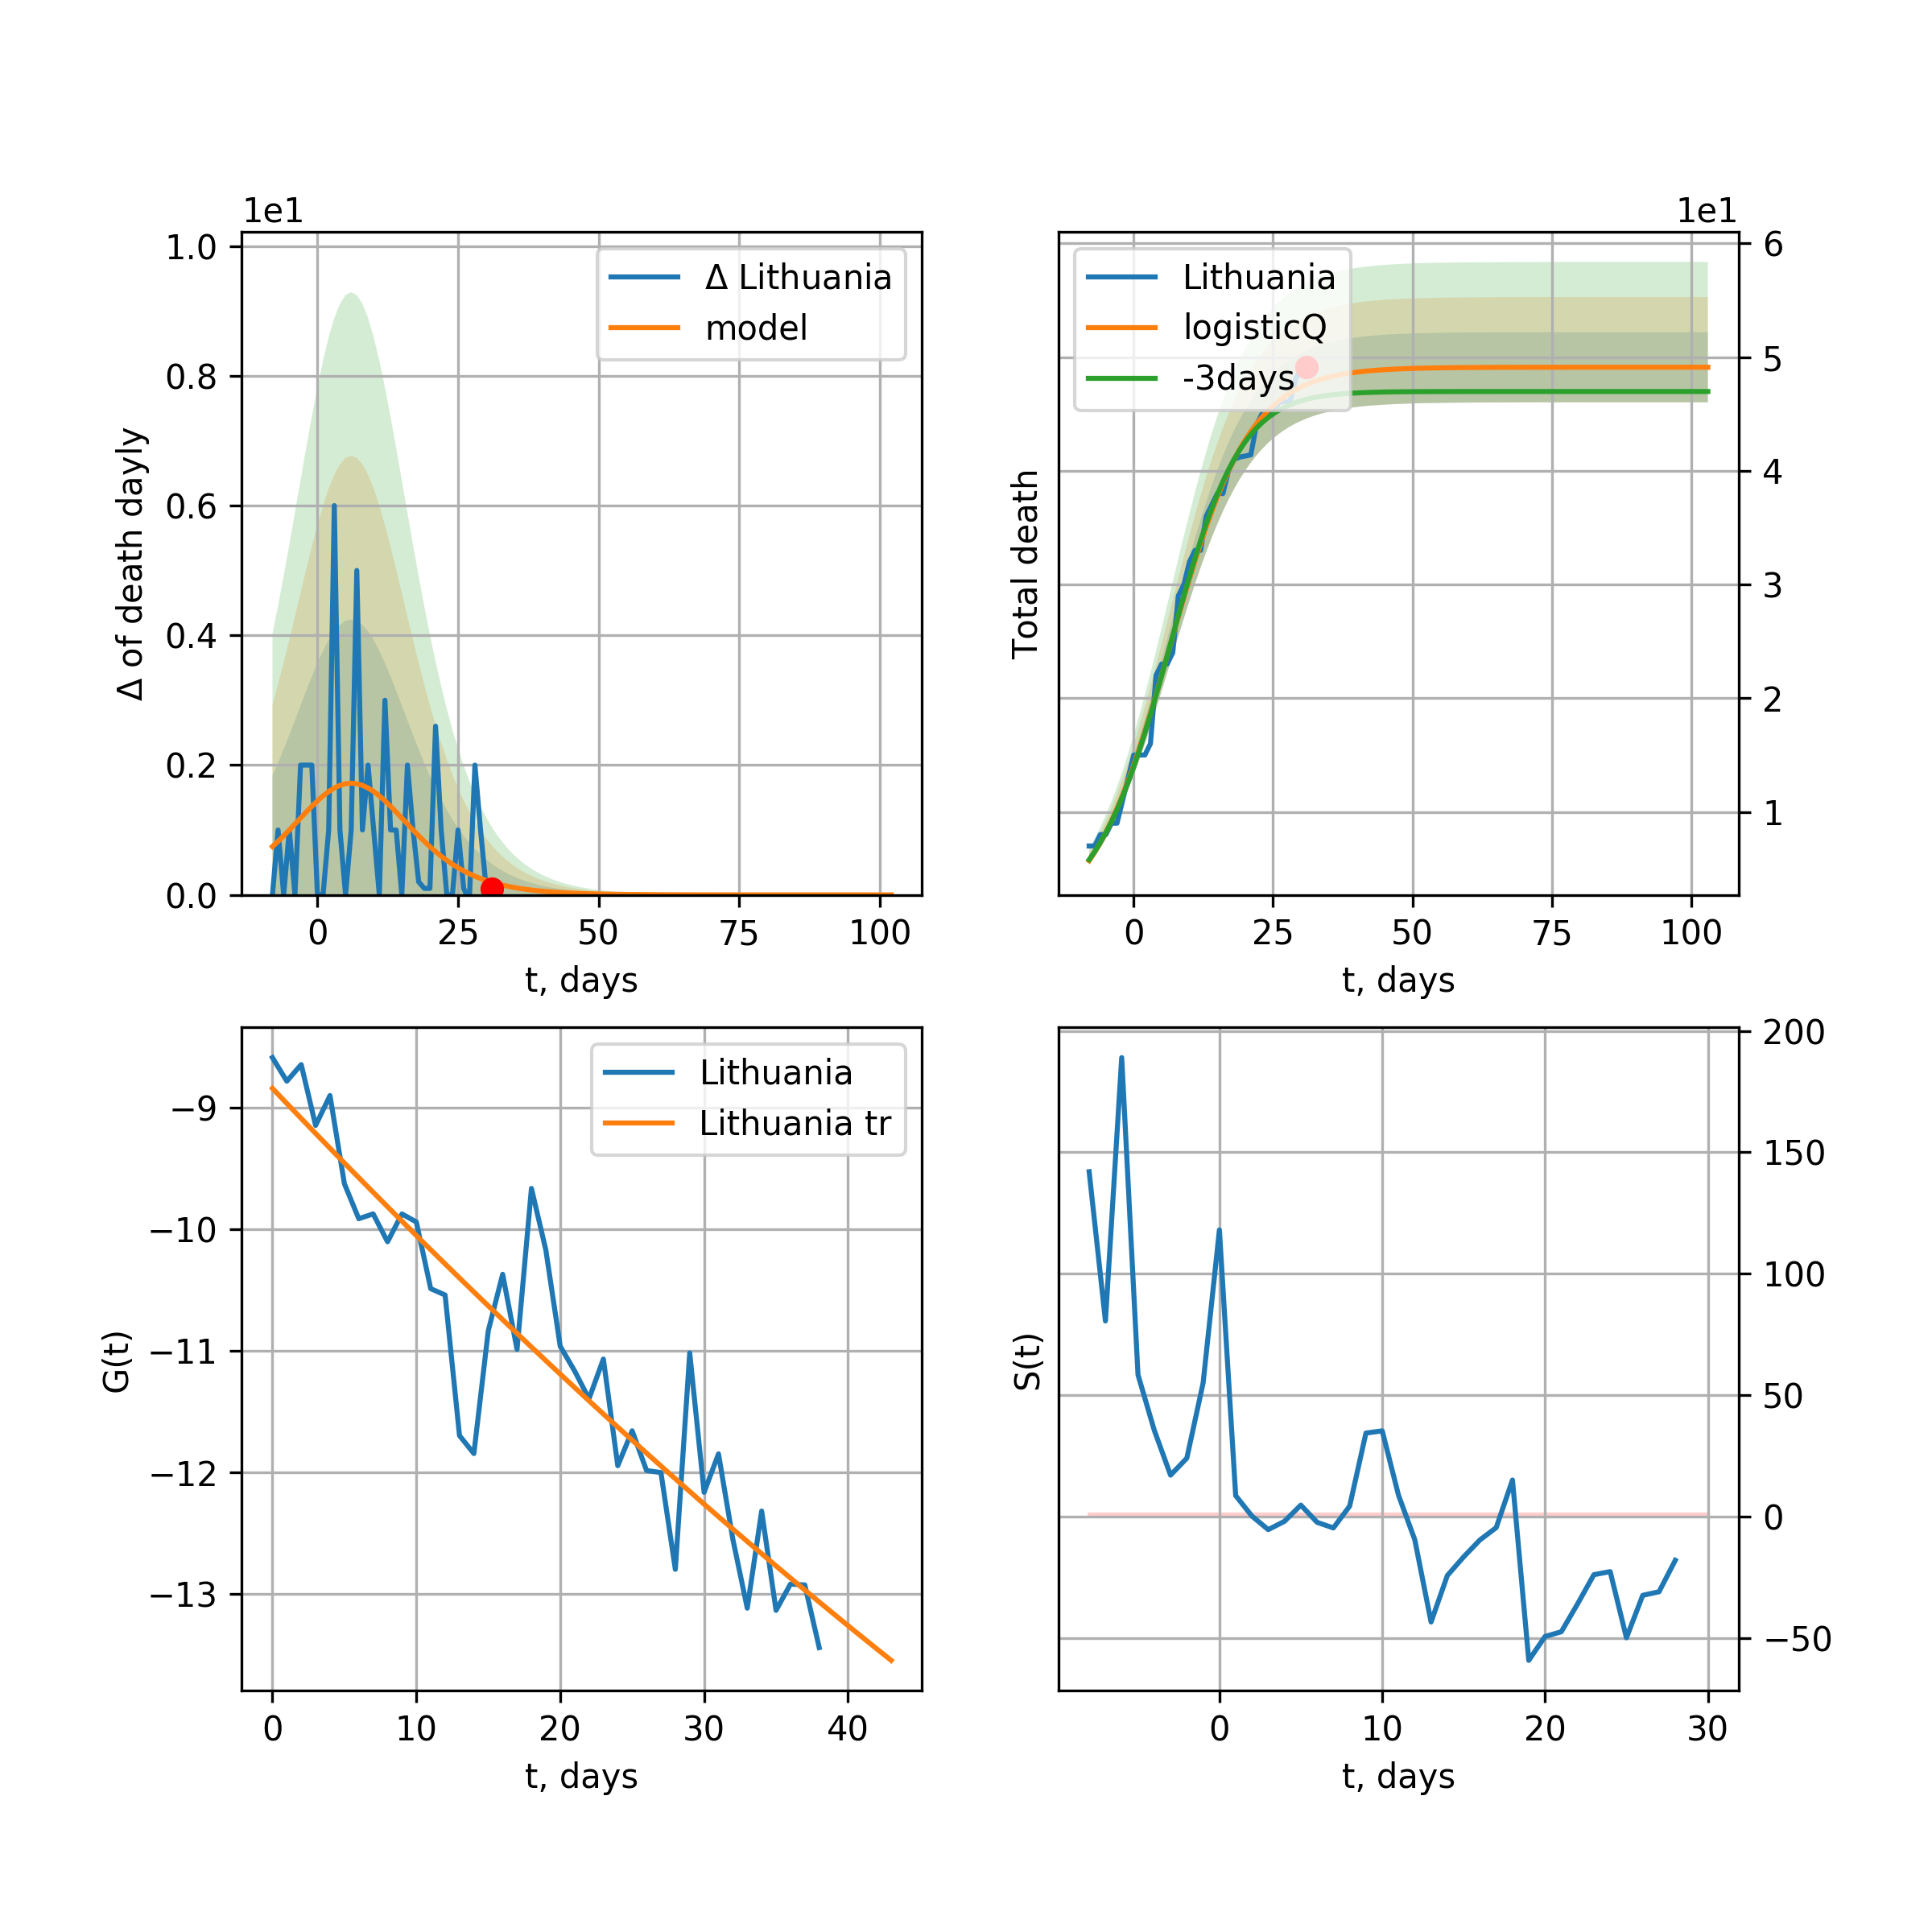 1e1
1.0
0.8
0.6
0.4
0.2
0.0
Δ of death dayly
Δ Lithuania
model
0 25 50 75 100
t, days
1e1
6
5
4
3
2
1
Total death
Lithuania
logisticQ
-3days
0 25 50 75 100
t, days
−9
−10
−11
−12
−13
G(t)
Lithuania
Lithuania tr
0 10 20 30 40
t, days
200
150
100
50
0
−50
S(t)
0 10 20 30
t, days